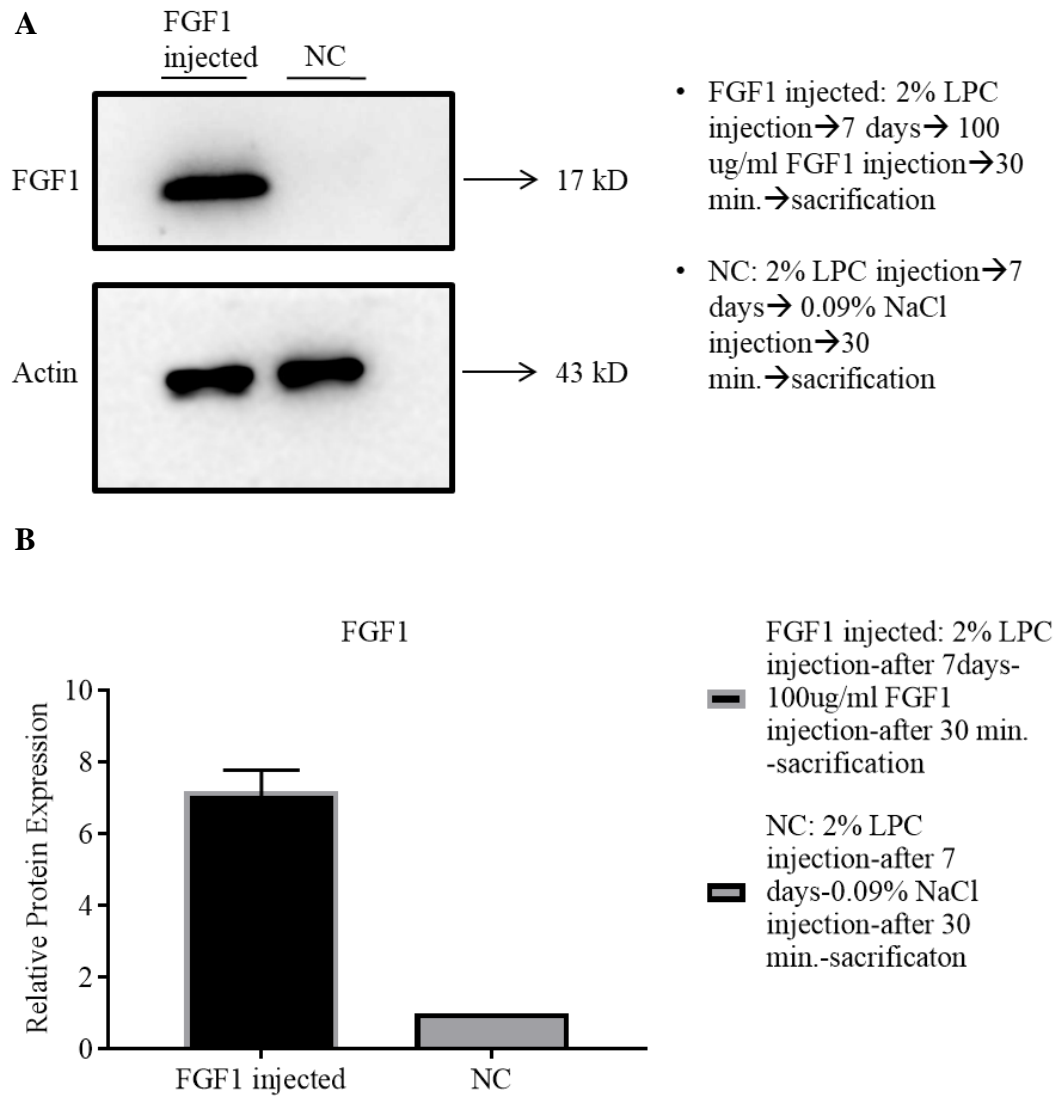 A
FGF1
injected
NC
FGF1
17 kD
Actin
43 kD
• FGF1 injected: 2% LPC
injection→7 days→ 100
ug/ml FGF1 injection→30
min.→sacrification
• NC: 2% LPC injection→7
days→ 0.09% NaCl
injection→30
min.→sacrification
B
FGF1
Relative Protein Expression
10
8
6
4
2
0
FGF1 injected
NC
FGF1 injected: 2% LPC
injection-after 7days-
100ug/ml FGF1
injection-after 30 min.
-sacrification
NC: 2% LPC
injection-after 7
days-0.09% NaCl
injection-after 30
min.-sacrificaton